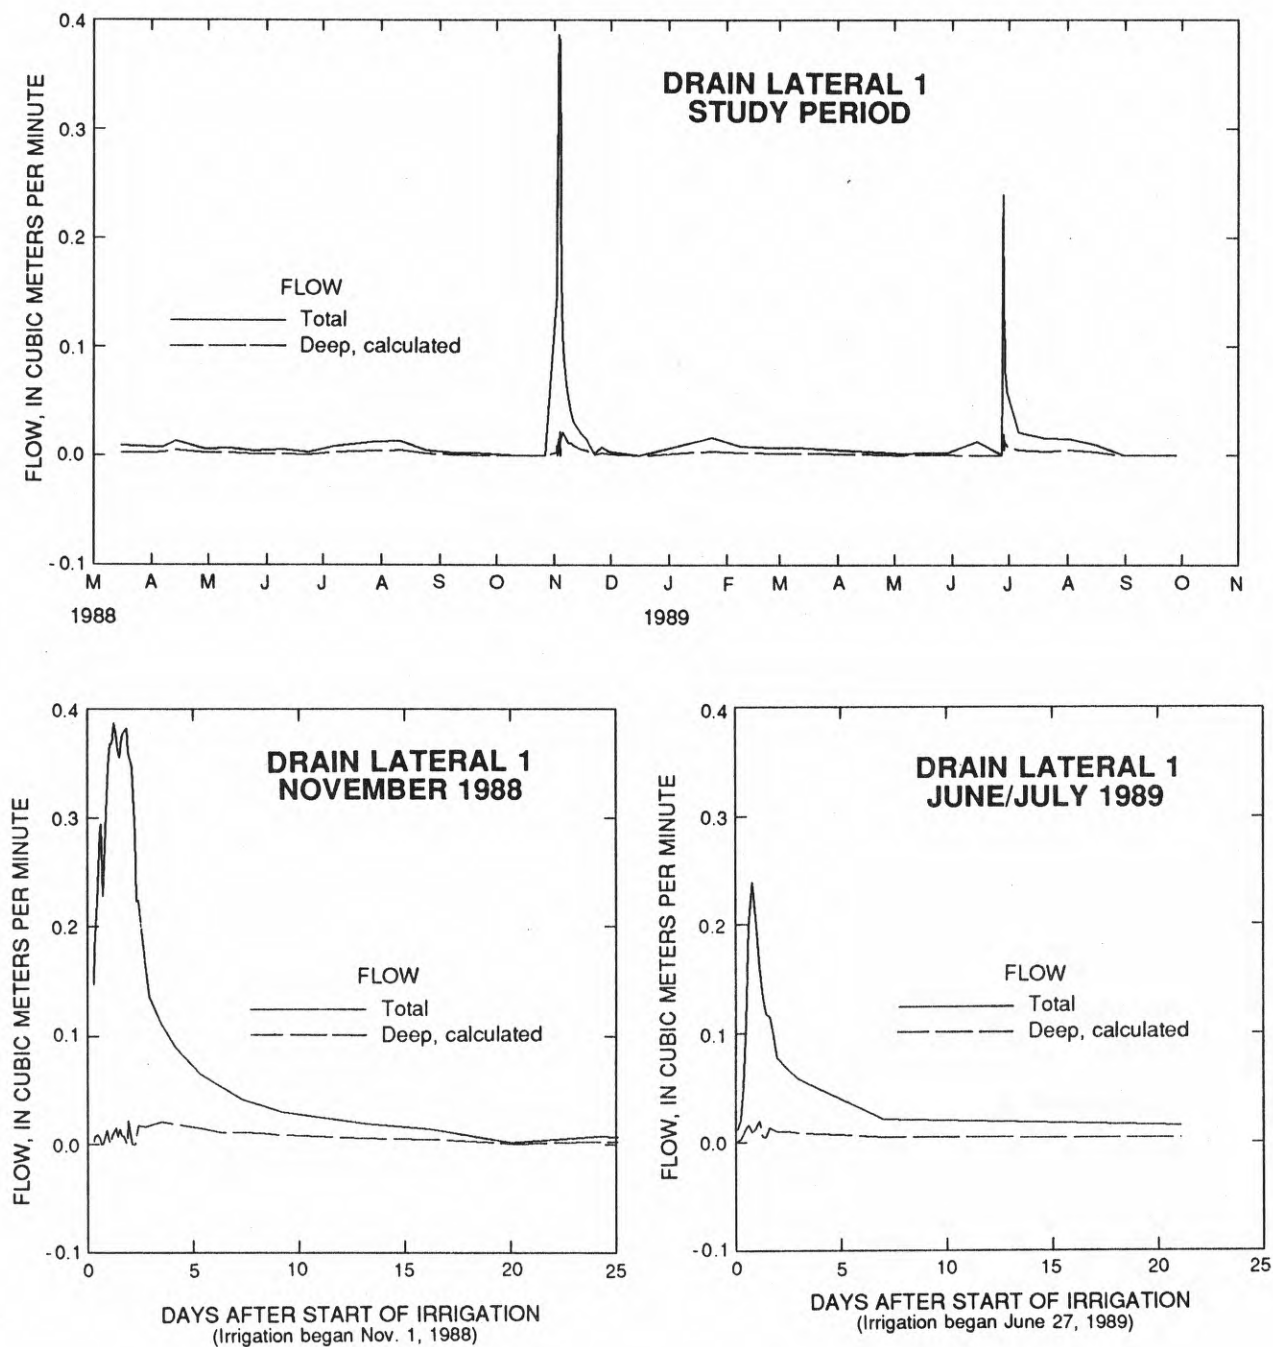 DRAIN LATERAL 1
STUDY PERIOD
FLOW, IN CUBIC METERS PER MINUTE
0.4
0.3
0.2
0.1
0.0
-0.1
FLOW
Total
Deep, calculated
M A M J J A S O N D J F M A M J J A S O N
1988 1989
DRAIN LATERAL 1
NOVEMBER 1988
FLOW, IN CUBIC METERS PER MINUTE
0.4
0.3
0.2
0.1
0.0
-0.1
FLOW
Total
Deep, calculated
0 5 10 15 20 25
DAYS AFTER START OF IRRIGATION
(Irrigation began Nov. 1, 1988)
DRAIN LATERAL 1
JUNE/JULY 1989
FLOW, IN CUBIC METERS PER MINUTE
0.4
0.3
0.2
0.1
0.0
-0.1
FLOW
Total
Deep, calculated
0 5 10 15 20 25
DAYS AFTER START OF IRRIGATION
(Irrigation began June 27, 1989)